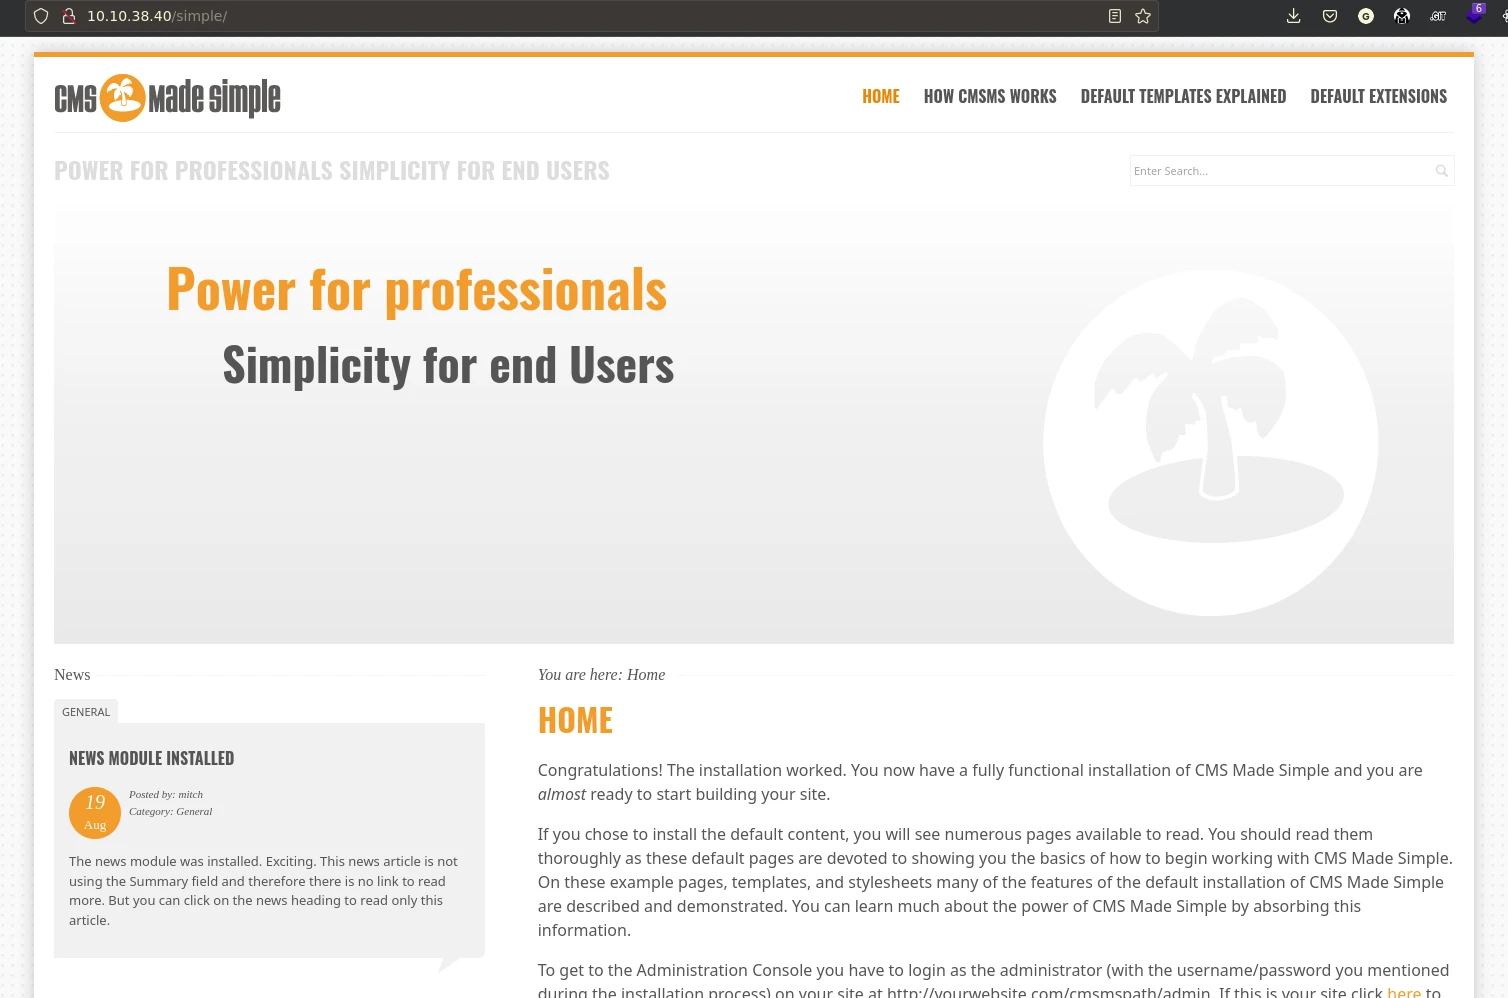 10.10.38.40/simple/
G
.GIT
6
CMS Made Simple
HOME
HOW CMSMS WORKS
DEFAULT TEMPLATES EXPLAINED
DEFAULT EXTENSIONS
POWER FOR PROFESSIONALS SIMPLICITY FOR END USERS
Enter Search...
Power for professionals
Simplicity for end Users
News
GENERAL
NEWS MODULE INSTALLED
19
Aug
Posted by: mitch
Category: General
The news module was installed. Exciting. This news article is not
using the Summary field and therefore there is no link to read
more. But you can click on the news heading to read only this
article.
You are here: Home
HOME
Congratulations! The installation worked. You now have a fully functional installation of CMS Made Simple and you are
almost ready to start building your site.
If you chose to install the default content, you will see numerous pages available to read. You should read them
thoroughly as these default pages are devoted to showing you the basics of how to begin working with CMS Made Simple.
On these example pages, templates, and stylesheets many of the features of the default installation of CMS Made Simple
are described and demonstrated. You can learn much about the power of CMS Made Simple by absorbing this
information.
To get to the Administration Console you have to login as the administrator (with the username/password you mentioned
during the installation process) on your site at http://yourwebsite.com/cmsmspath/admin. If this is your site click here to